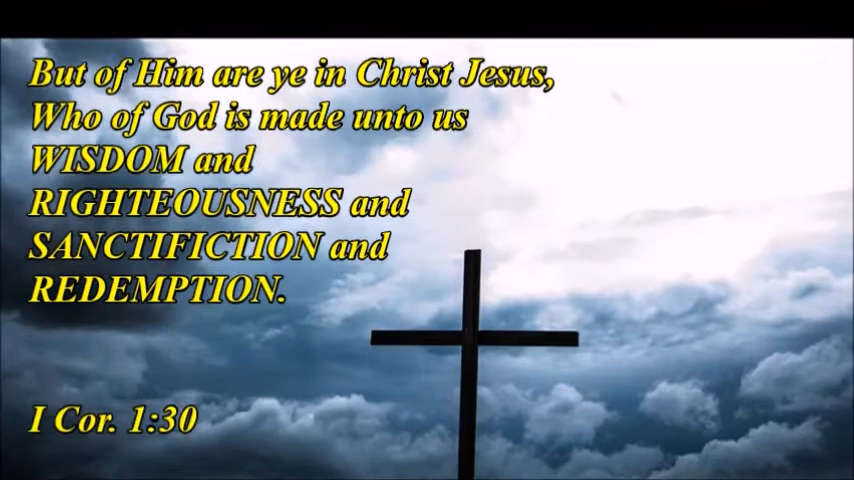 But of Him are ye in Christ Jesus,
Who of God is made unto us
WISDOM and
RIGHTEOUSNESS and
SANCTIFICTION and
REDEMPTION.
I Cor. 1:30